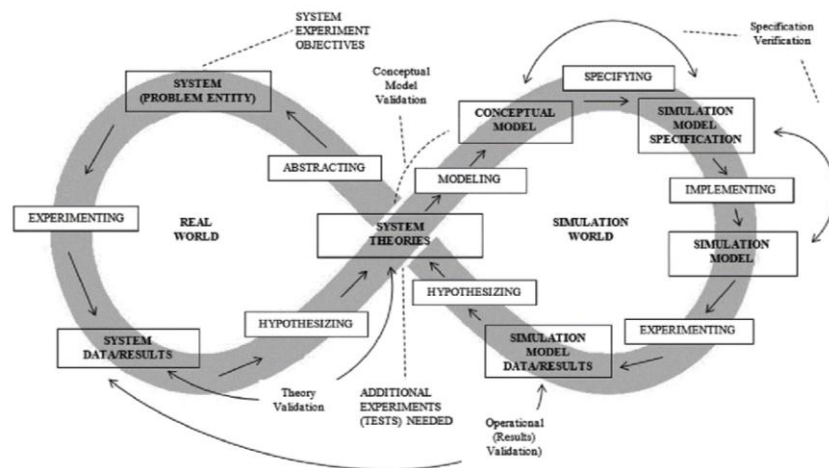 SYSTEM
EXPERIMENT
OBJECTIVES
Specification
Verification
SYSTEM
(PROBLEM ENTITY)
Conceptual
Model
Validation
SPECIFYING
CONCEPTUAL
MODEL
SIMULATION
MODEL
SPECIFICATION
ABSTRACTING
MODELING
IMPLEMENTING
EXPERIMENTING
REAL
WORLD
SYSTEM
THEORIES
SIMULATION
WORLD
SIMULATION
MODEL
HYPOTHESIZING
HYPOTHESIZING
EXPERIMENTING
SYSTEM
DATA/RESULTS
SIMULATION
MODEL
DATA/RESULTS
Theory
Validation
ADDITIONAL
EXPERIMENTS
(TESTS) NEEDED
Operational
(Results)
Validation)